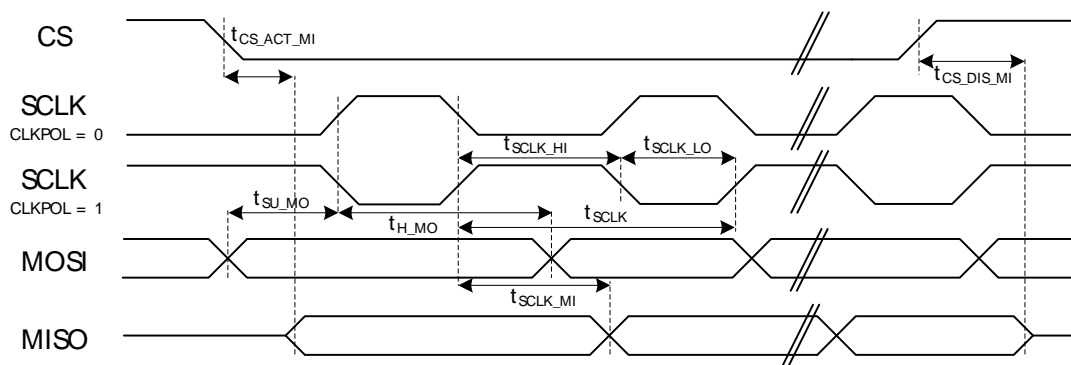 CS
tCS_ACT_MI
tCS_DIS_MI
SCLK
CLKPOL = 0
tSCLK_HI
tSCLK_LO
SCLK
CLKPOL = 1
tSU_MO
tH_MO
tSCLK
MOSI
tSCLK_MI
MISO